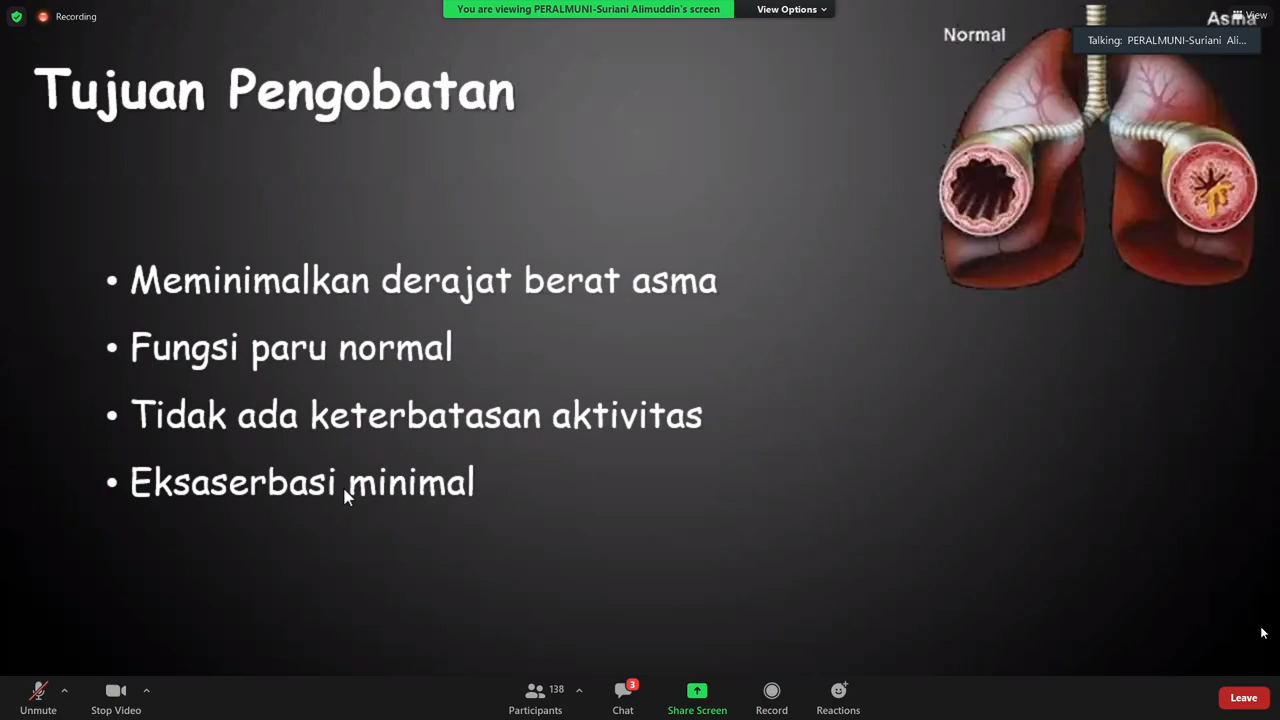 Recording
You are viewing PERALMUNI-Suriani Alimuddin's screen
View Options
View
Asma
Normal
Talking: PERALMUNI-Suriani Ali...
Tujuan Pengobatan
• Meminimalkan derajat berat asma
• Fungsi paru normal
• Tidak ada keterbatasan aktivitas
• Eksaserbasi minimal
Unmute
Stop Video
138
Participants
3
Chat
Share Screen
Record
Reactions
Leave